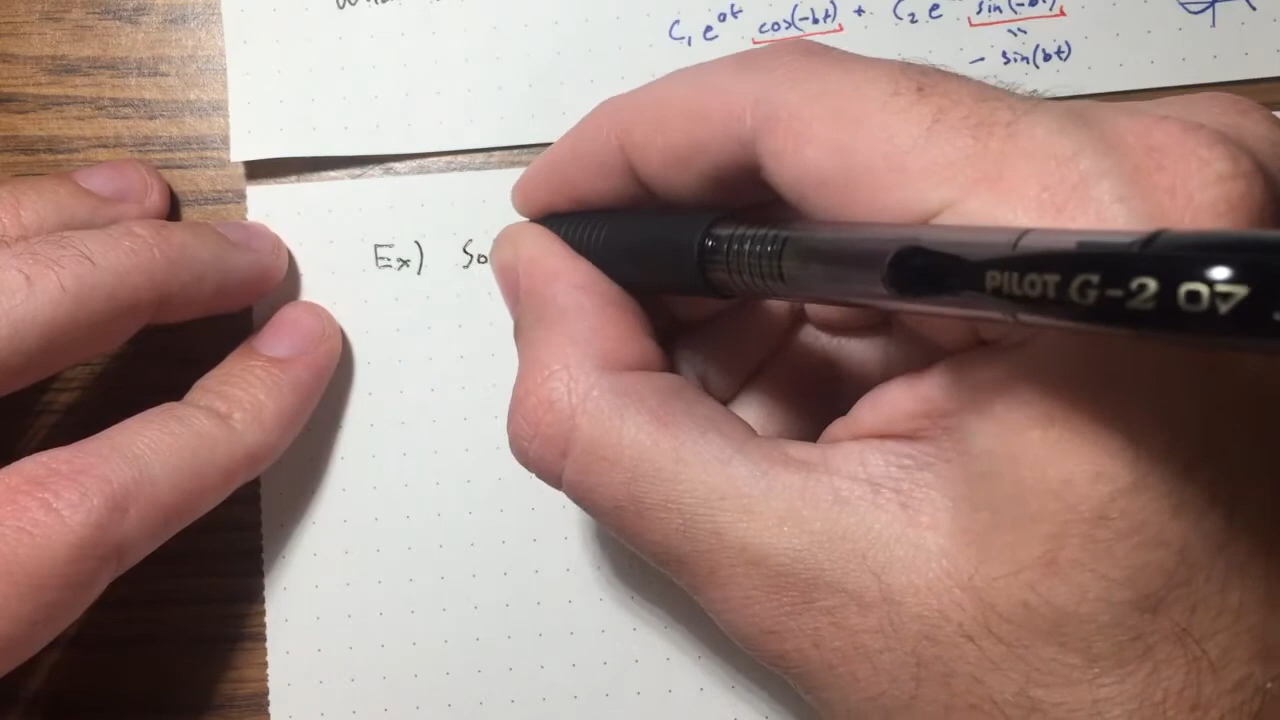 C₁ e^{at} cos(-bt) + C₂ e sin(-bt)
- sin(bt)
Ex) So
PILOT G-2 07